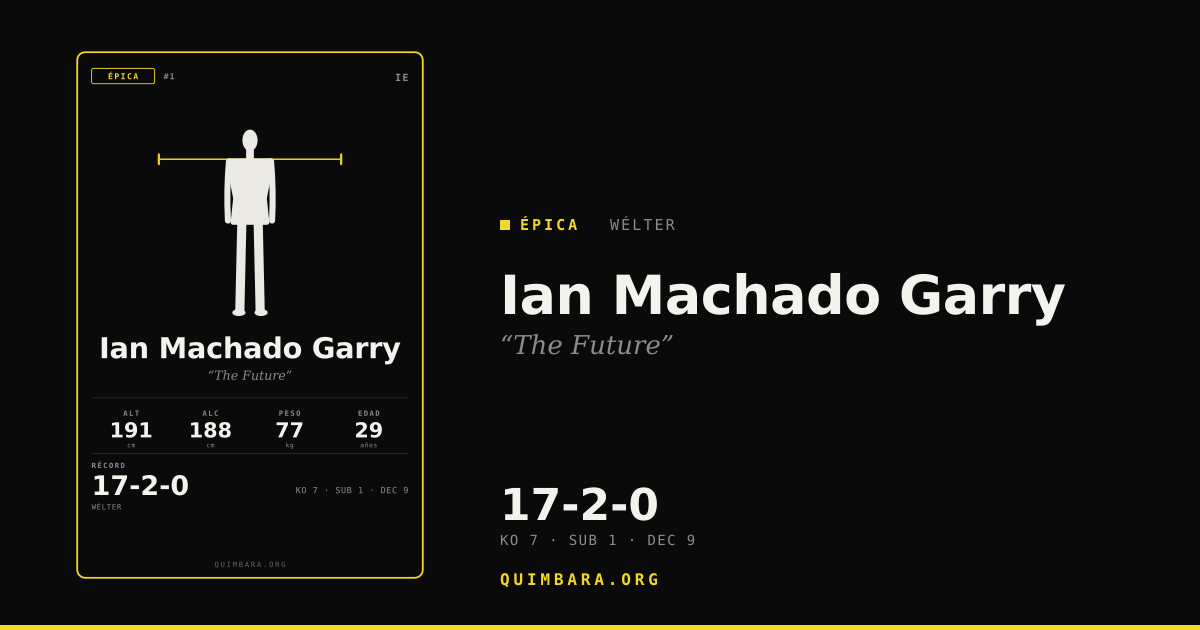 ÉPICA #1 IE
Ian Machado Garry
“The Future”
ALT ALC PESO EDAD
191 188 77 29
cm cm kg años
RÉCORD
17-2-0 KO 7 · SUB 1 · DEC 9
WÉLTER
QUIMBARA.ORG
ÉPICA WÉLTER
Ian Machado Garry
“The Future”
17-2-0
KO 7 · SUB 1 · DEC 9
QUIMBARA.ORG